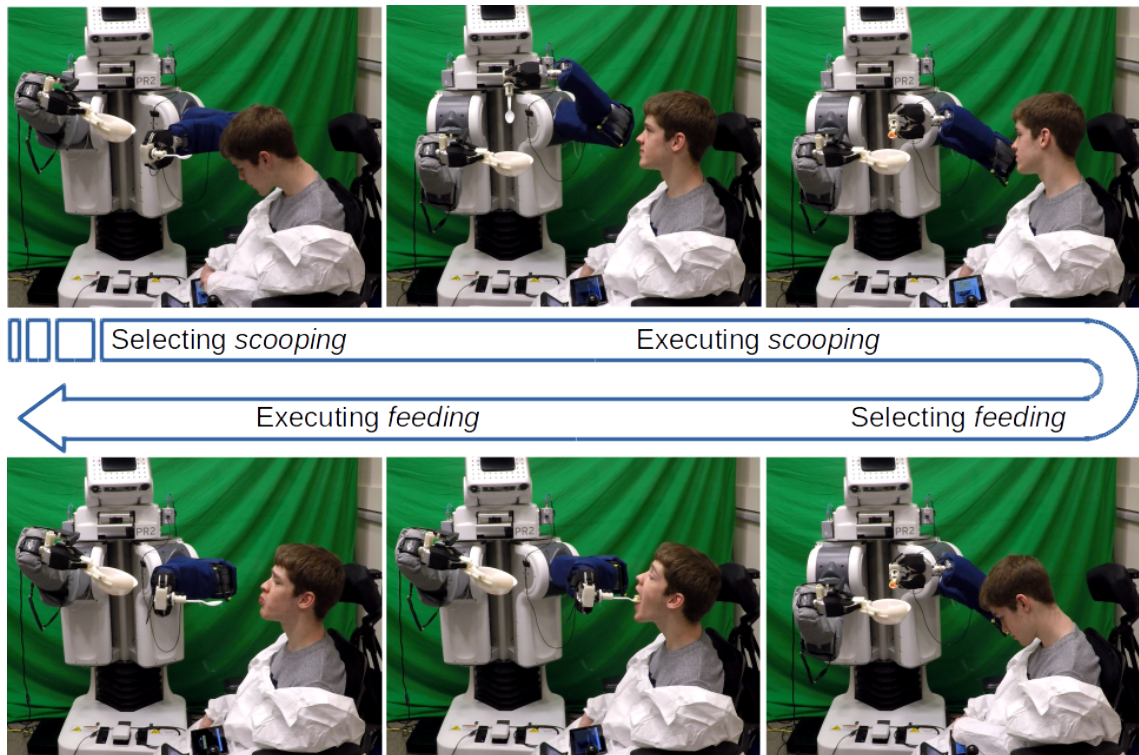 PR2
PR2
PR2
Selecting scooping
Executing scooping
Executing feeding
Selecting feeding
PR2
PR2
PR2